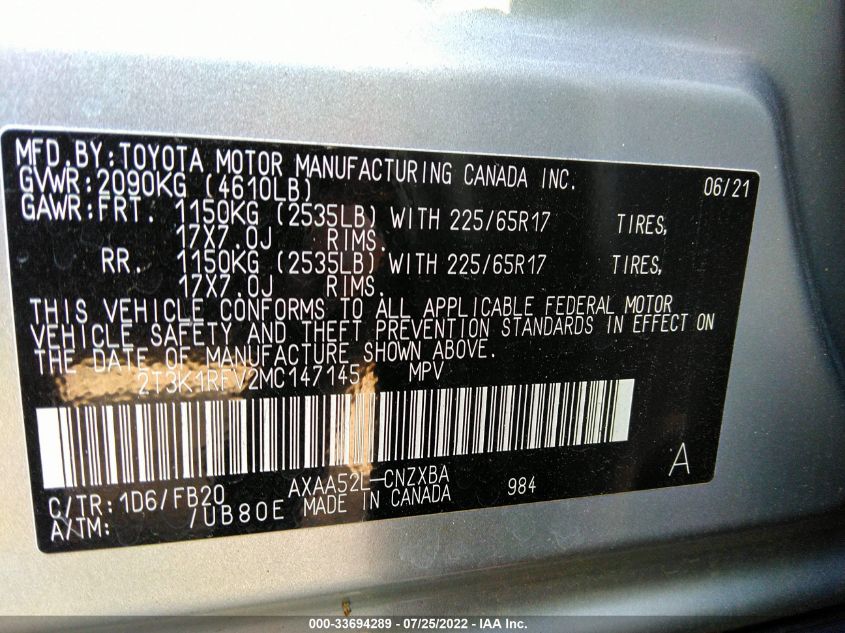 MFD.BY:TOYOTA MOTOR MANUFACTURING CANADA INC. 06/21
GVWR:2090KG (4610LB)
GAWR:FRT. 1150KG (2535LB) WITH 225/65R17 TIRES,
17X7.0J RIMS.
RR. 1150KG (2535LB) WITH 225/65R17 TIRES,
17X7.0J RIMS.
THIS VEHICLE CONFORMS TO ALL APPLICABLE FEDERAL MOTOR
VEHICLE SAFETY AND THEFT PREVENTION STANDARDS IN EFFECT ON
THE DATE OF MANUFACTURE SHOWN ABOVE.
2T3K1RFV2MC147145 MPV
A
C/TR:1D6/FB20 AXAA52L-CNZXBA 984
A/TM: /UB80E MADE IN CANADA
000-33694289 - 07/25/2022 - IAA Inc.